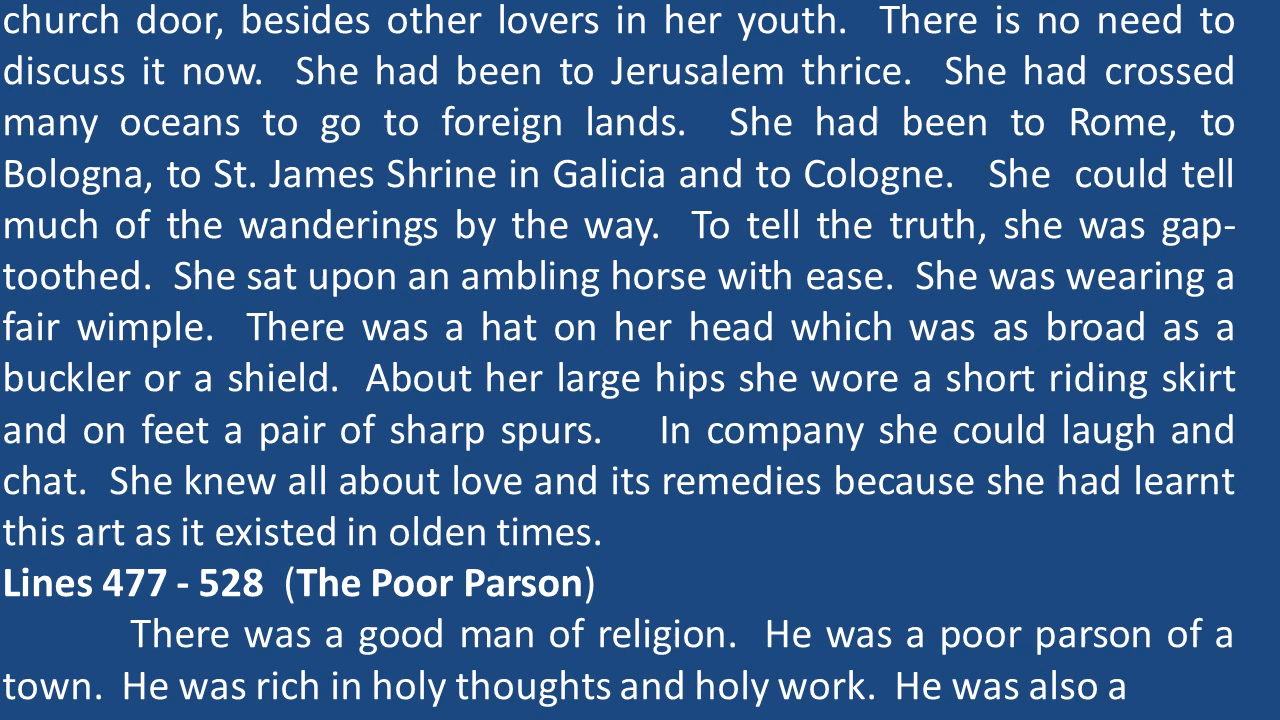 church door, besides other lovers in her youth.  There is no need to
discuss it now.  She had been to Jerusalem thrice.  She had crossed
many oceans to go to foreign lands.  She had been to Rome, to
Bologna, to St. James Shrine in Galicia and to Cologne.  She could tell
much of the wanderings by the way.  To tell the truth, she was gap-
toothed.  She sat upon an ambling horse with ease.  She was wearing a
fair wimple.  There was a hat on her head which was as broad as a
buckler or a shield.  About her large hips she wore a short riding skirt
and on feet a pair of sharp spurs.  In company she could laugh and
chat.  She knew all about love and its remedies because she had learnt
this art as it existed in olden times.
Lines 477 - 528  (The Poor Parson)
There was a good man of religion.  He was a poor parson of a
town.  He was rich in holy thoughts and holy work.  He was also a